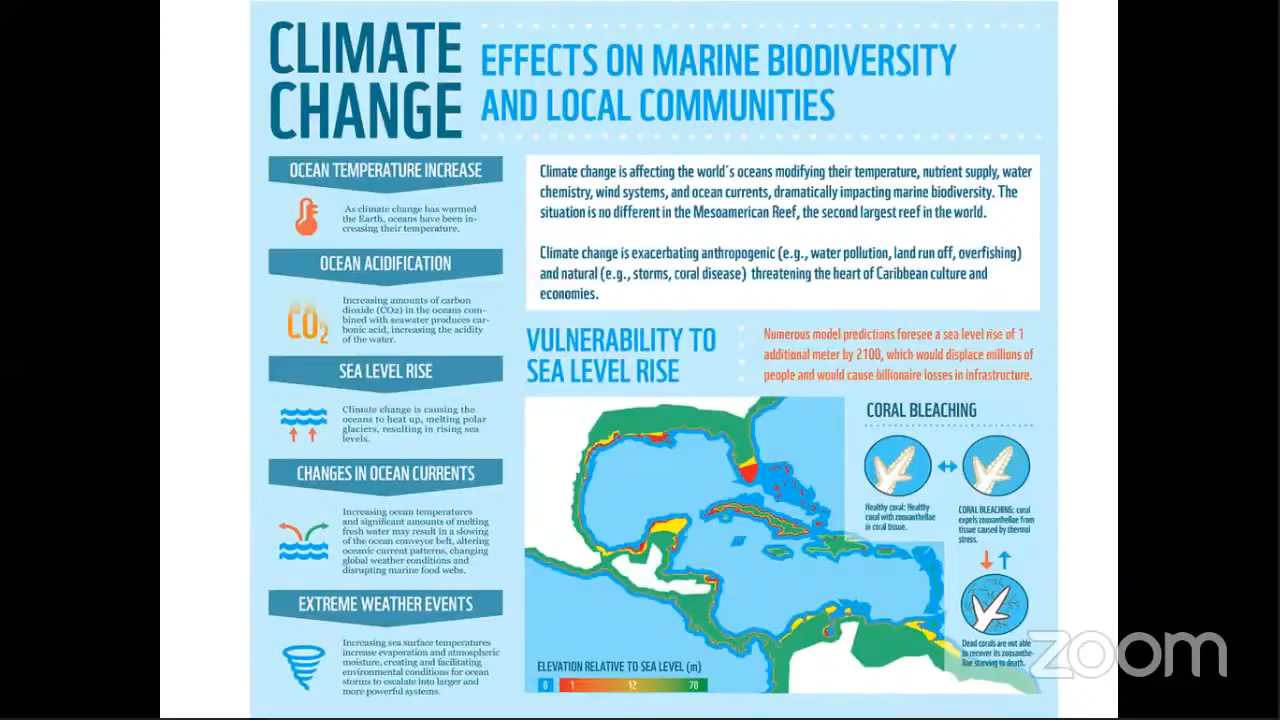 CLIMATE
CHANGE
EFFECTS ON MARINE BIODIVERSITY
AND LOCAL COMMUNITIES
OCEAN TEMPERATURE INCREASE
As climate change has warmed
the Earth, oceans have been in-
creasing their temperature.
OCEAN ACIDIFICATION
CO2
Increasing amounts of carbon
dioxide (CO2) in the oceans com-
bined with seawater produces car-
bonic acid, increasing the acidity
of the water.
SEA LEVEL RISE
Climate change is causing the
oceans to heat up, melting polar
glaciers, resulting in rising sea
levels.
CHANGES IN OCEAN CURRENTS
Increasing ocean temperatures
and significant amounts of melting
fresh water may result in a slowing
of the ocean conveyor belt, altering
oceanic current patterns, changing
global weather conditions and
disrupting marine food webs.
EXTREME WEATHER EVENTS
Increasing sea surface temperatures
increase evaporation and atmospheric
moisture, creating and facilitating
environmental conditions for ocean
storms to escalate into larger and
more powerful systems.
Climate change is affecting the world´s oceans modifying their temperature, nutrient supply, water
chemistry, wind systems, and ocean currents, dramatically impacting marine biodiversity. The
situation is no different in the Mesoamerican Reef, the second largest reef in the world.
Climate change is exacerbating anthropogenic (e.g., water pollution, land run off, overfishing)
and natural (e.g., storms, coral disease) threatening the heart of Caribbean culture and
economies.
VULNERABILITY TO
SEA LEVEL RISE
Numerous model predictions foresee a sea level rise of 1
additional meter by 2100, which would displace millions of
people and would cause billionaire losses in infrastructure.
CORAL BLEACHING
Healthy coral: Healthy
coral with zooxanthellae
in coral tissue.
CORAL BLEACHING: coral
expels zooxanthellae from
tissue caused by thermal
stress.
Dead corals are not able
to recover its zooxanthe-
llae starving to death.
ELEVATION RELATIVE TO SEA LEVEL (m)
0 1 12 70
zoom